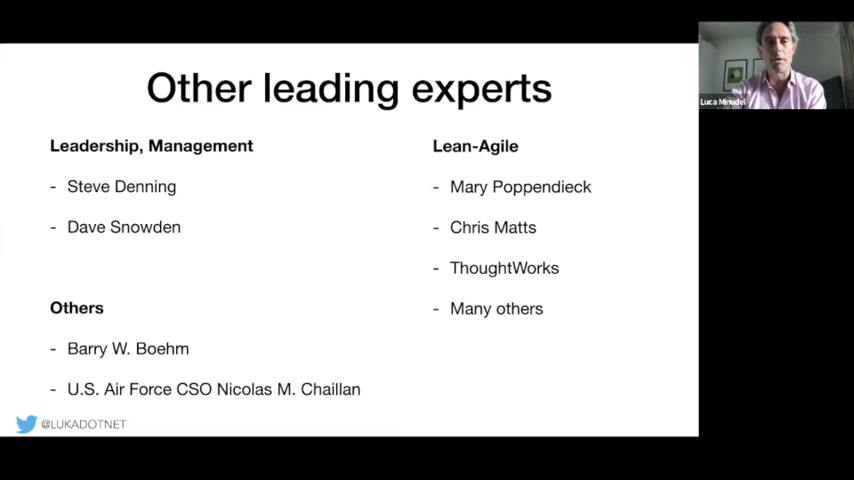 Other leading experts
Leadership, Management
- Steve Denning
- Dave Snowden
Others
- Barry W. Boehm
- U.S. Air Force CSO Nicolas M. Chaillan
Lean-Agile
- Mary Poppendieck
- Chris Matts
- ThoughtWorks
- Many others
@LUKADOTNET
Luca Minudel